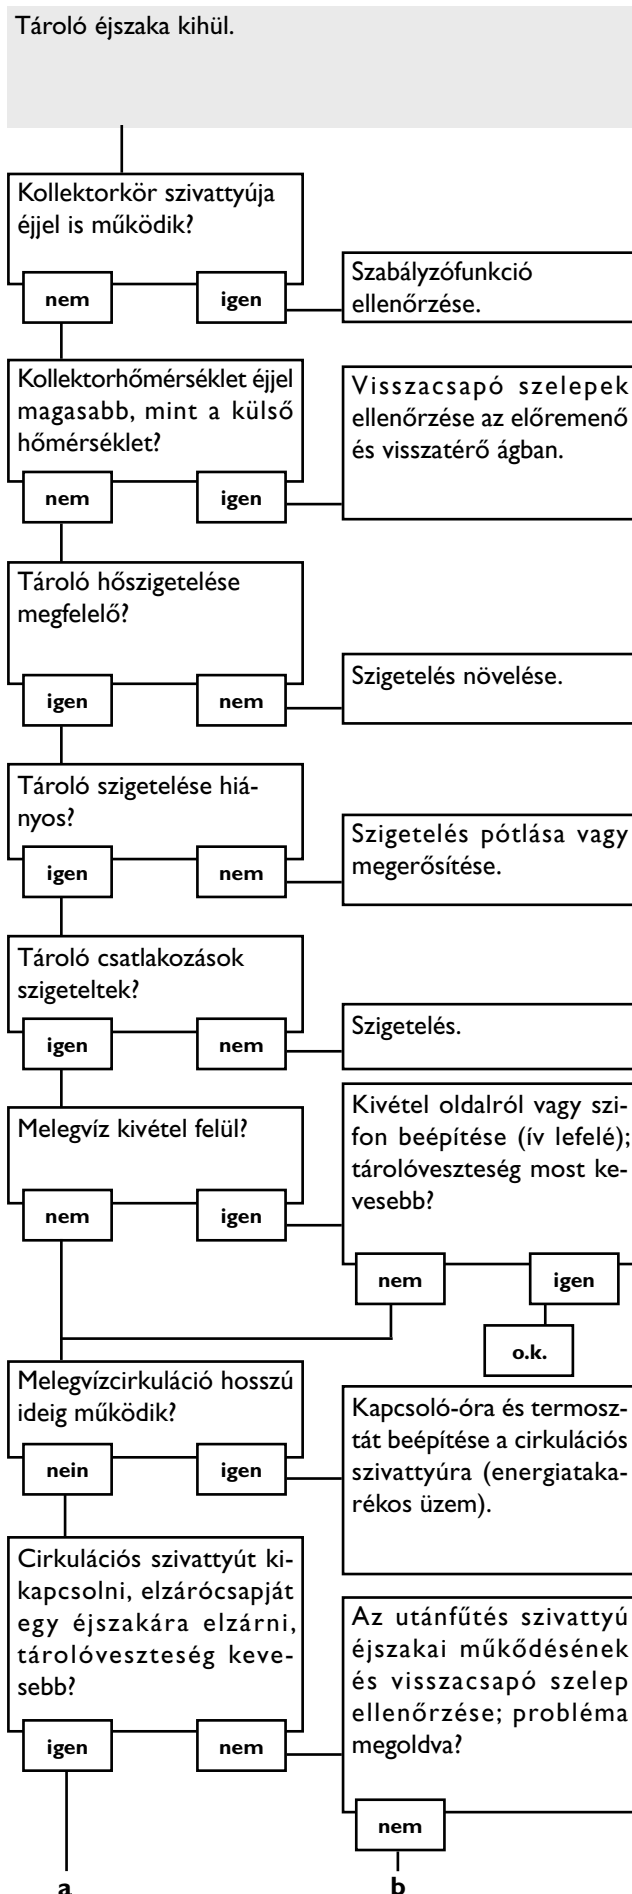 Tároló éjszaka kihül.
Kollektorkör szivattyúja
éjjel is működik?
nem
igen
Szabályzófunkció
ellenőrzése.
Kollektorhőmérséklet éjjel
magasabb, mint a külső
hőmérséklet?
nem
igen
Visszacsapó szelepek
ellenőrzése az előremenő
és visszatérő ágban.
Tároló hőszigetelése
megfelelő?
igen
nem
Szigetelés növelése.
Tároló szigetelése hiá-
nyos?
igen
nem
Szigetelés pótlása vagy
megerősítése.
Tároló csatlakozások
szigeteltek?
igen
nem
Szigetelés.
Melegvíz kivétel felül?
nem
igen
Kivétel oldalról vagy szi-
fon beépítése (ív lefelé);
tárolóveszteség most ke-
vesebb?
nem
igen
o.k.
Melegvízcirkuláció hosszú
ideig működik?
nein
igen
Kapcsoló-óra és termosz-
tát beépítése a cirkulációs
szivattyúra (energiataka-
rékos üzem).
Cirkulációs szivattyút ki-
kapcsolni, elzárócsapját
egy éjszakára elzárni,
tárolóveszteség keve-
sebb?
igen
nem
Az utánfűtés szivattyú
éjszakai működésének
és visszacsapó szelep
ellenőrzése; probléma
megoldva?
nem
a
b